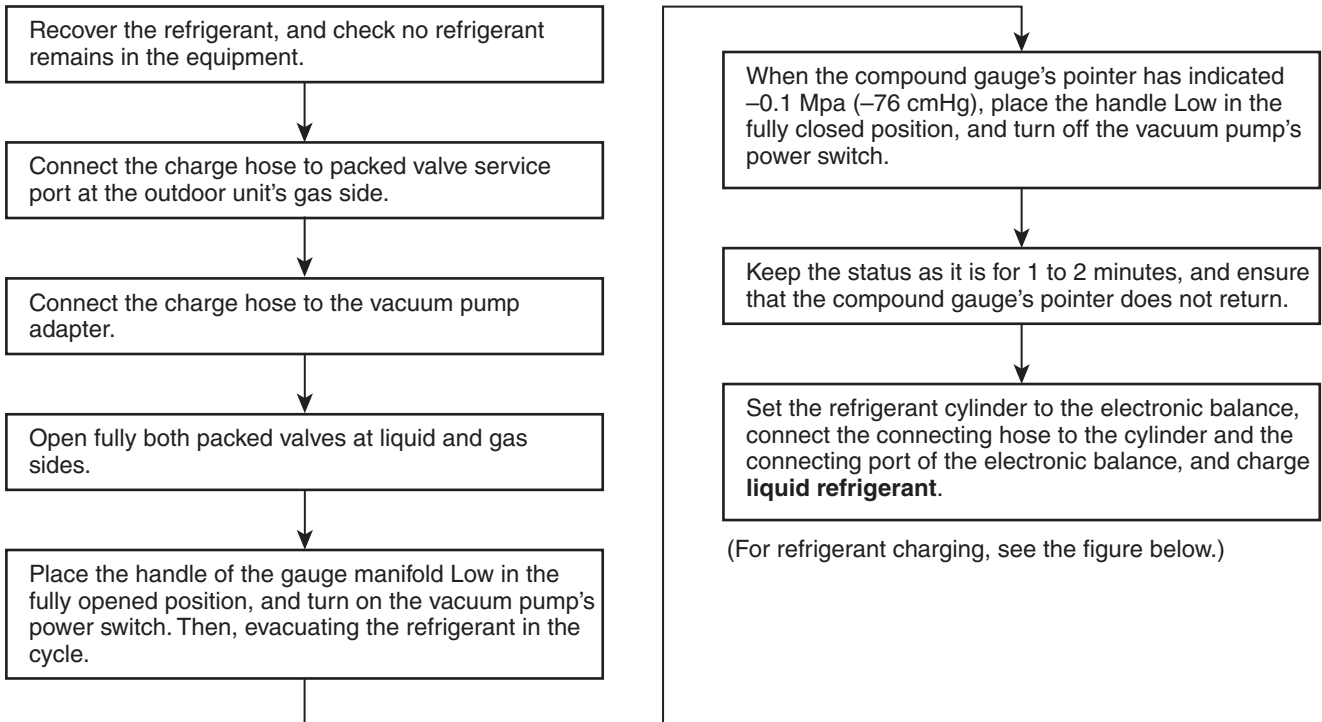 Recover the refrigerant, and check no refrigerant
remains in the equipment.
Connect the charge hose to packed valve service
port at the outdoor unit's gas side.
Connect the charge hose to the vacuum pump
adapter.
Open fully both packed valves at liquid and gas
sides.
Place the handle of the gauge manifold Low in the
fully opened position, and turn on the vacuum pump's
power switch. Then, evacuating the refrigerant in the
cycle.
When the compound gauge's pointer has indicated
–0.1 Mpa (–76 cmHg), place the handle Low in the
fully closed position, and turn off the vacuum pump's
power switch.
Keep the status as it is for 1 to 2 minutes, and ensure
that the compound gauge's pointer does not return.
Set the refrigerant cylinder to the electronic balance,
connect the connecting hose to the cylinder and the
connecting port of the electronic balance, and charge
liquid refrigerant.
(For refrigerant charging, see the figure below.)